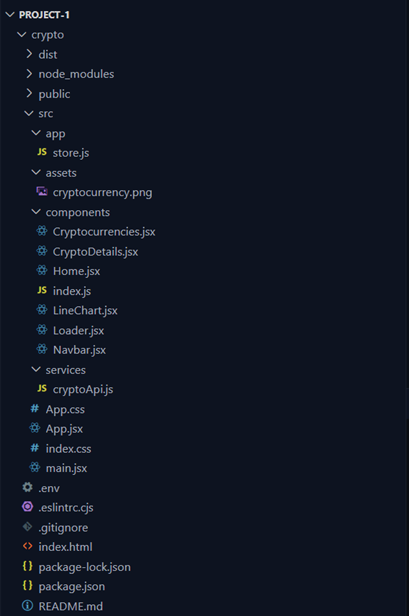 PROJECT-1
crypto
dist
node_modules
public
src
app
JS store.js
assets
cryptocurrency.png
components
Cryptocurrencies.jsx
CryptoDetails.jsx
Home.jsx
JS index.js
LineChart.jsx
Loader.jsx
Navbar.jsx
services
JS cryptoApi.js
# App.css
App.jsx
# index.css
main.jsx
.env
.eslintrc.cjs
.gitignore
<> index.html
{} package-lock.json
{} package.json
README.md